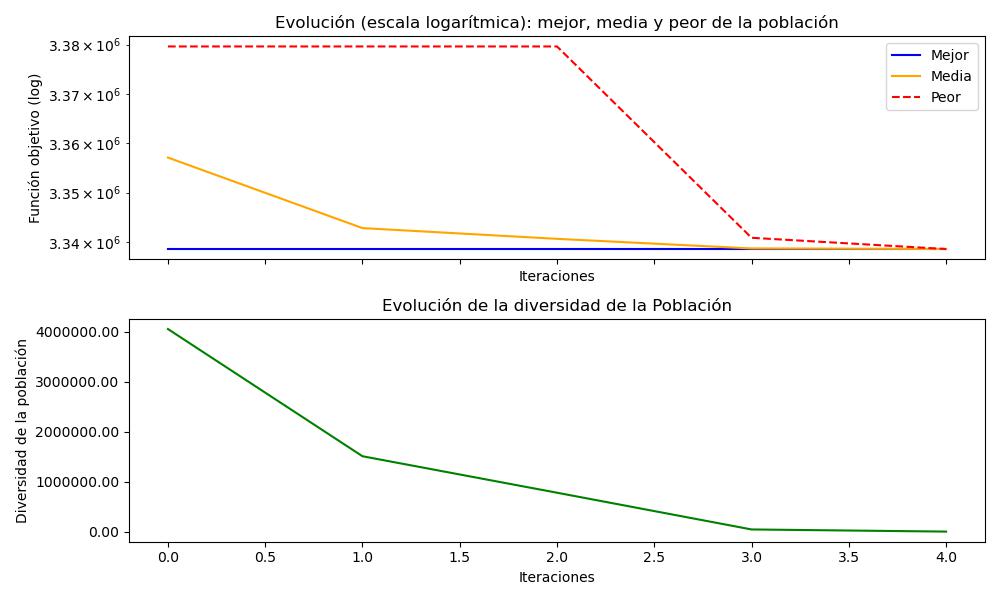 Evolución (escala logarítmica): mejor, media y peor de la población
3.38 × 10⁶
3.37 × 10⁶
3.36 × 10⁶
3.35 × 10⁶
3.34 × 10⁶
Función objetivo (log)
Mejor
Media
Peor
Iteraciones
Evolución de la diversidad de la Población
4000000.00
3000000.00
2000000.00
1000000.00
0.00
Diversidad de la población
0.0 0.5 1.0 1.5 2.0 2.5 3.0 3.5 4.0
Iteraciones